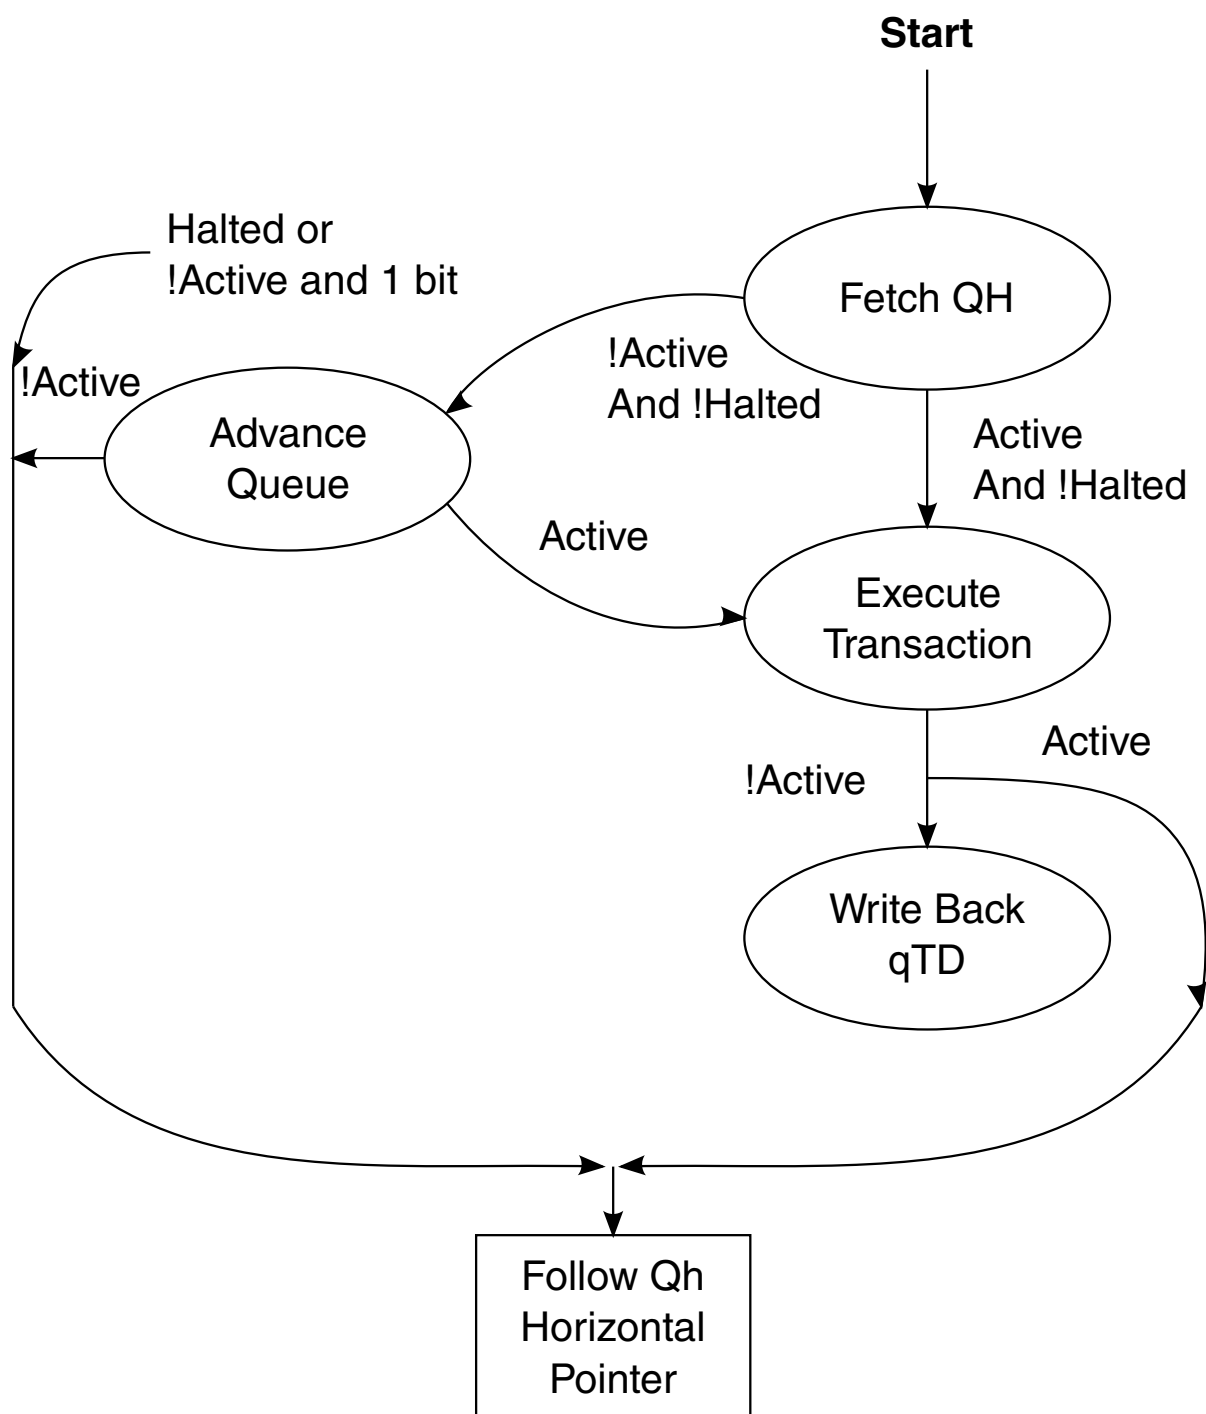 Start
Halted or
!Active and 1 bit
Fetch QH
!Active
And !Halted
!Active
Advance
Queue
Active
And !Halted
Active
Execute
Transaction
Active
!Active
Write Back
qTD
Follow Qh
Horizontal
Pointer